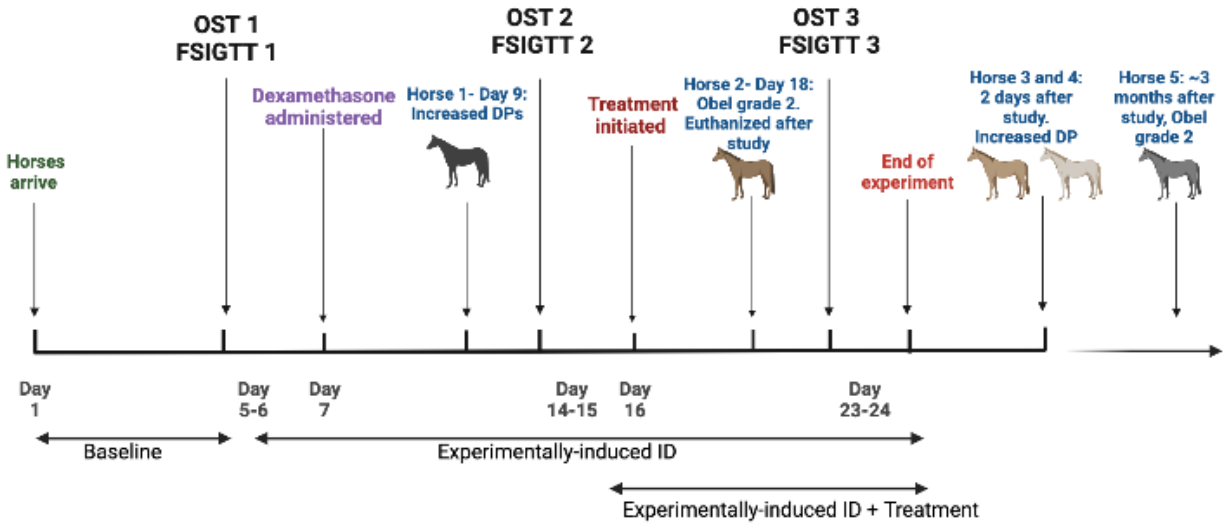 OST 1
FSIGTT 1
OST 2
FSIGTT 2
OST 3
FSIGTT 3
Horses
arrive
Dexamethasone
administered
Horse 1- Day 9:
Increased DPs
Treatment
initiated
Horse 2- Day 18:
Obel grade 2.
Euthanized after
study
End of
experiment
Horse 3 and 4:
2 days after
study.
Increased DP
Horse 5: ~3
months after
study, Obel
grade 2
Day
1
Day
5-6
Day
7
Day
14-15
Day
16
Day
23-24
Baseline
Experimentally-induced ID
Experimentally-induced ID + Treatment